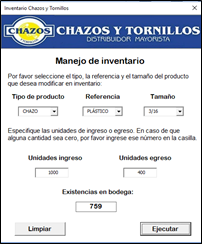 Inventario Chazos y Tornillos
CHAZOS
CHAZOS Y TORNILLOS
DISTRIBUIDOR MAYORISTA
Manejo de inventario
Por favor seleccione el tipo, la referencia y el tamaño del producto
que desea modificar en inventario:
Tipo de producto Referencia Tamaño
CHAZO PLÁSTICO 3/16
Especifique las unidades de ingreso o egreso. En caso de que
alguna cantidad sea cero, por favor ingrese ese número en la casilla.
Unidades ingreso Unidades egreso
1000 400
Existencias en bodega:
759
Limpiar Ejecutar